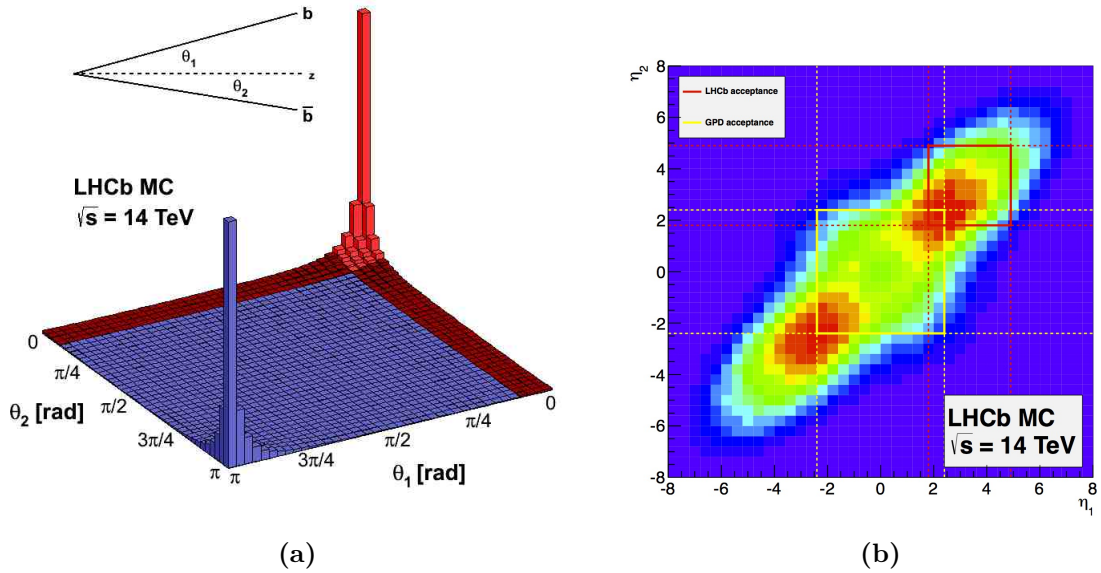 b
θ1
z
θ2
b̅
LHCb MC
√s = 14 TeV
0
π/4
π/2
3π/4
π
θ2 [rad]
π
3π/4
π/2
π/4
0
θ1 [rad]
(a)
η2
8
6
4
2
0
-2
-4
-6
-8
LHCb acceptance
GPD acceptance
LHCb MC
√s = 14 TeV
-8 -6 -4 -2 0 2 4 6 8
η1
(b)